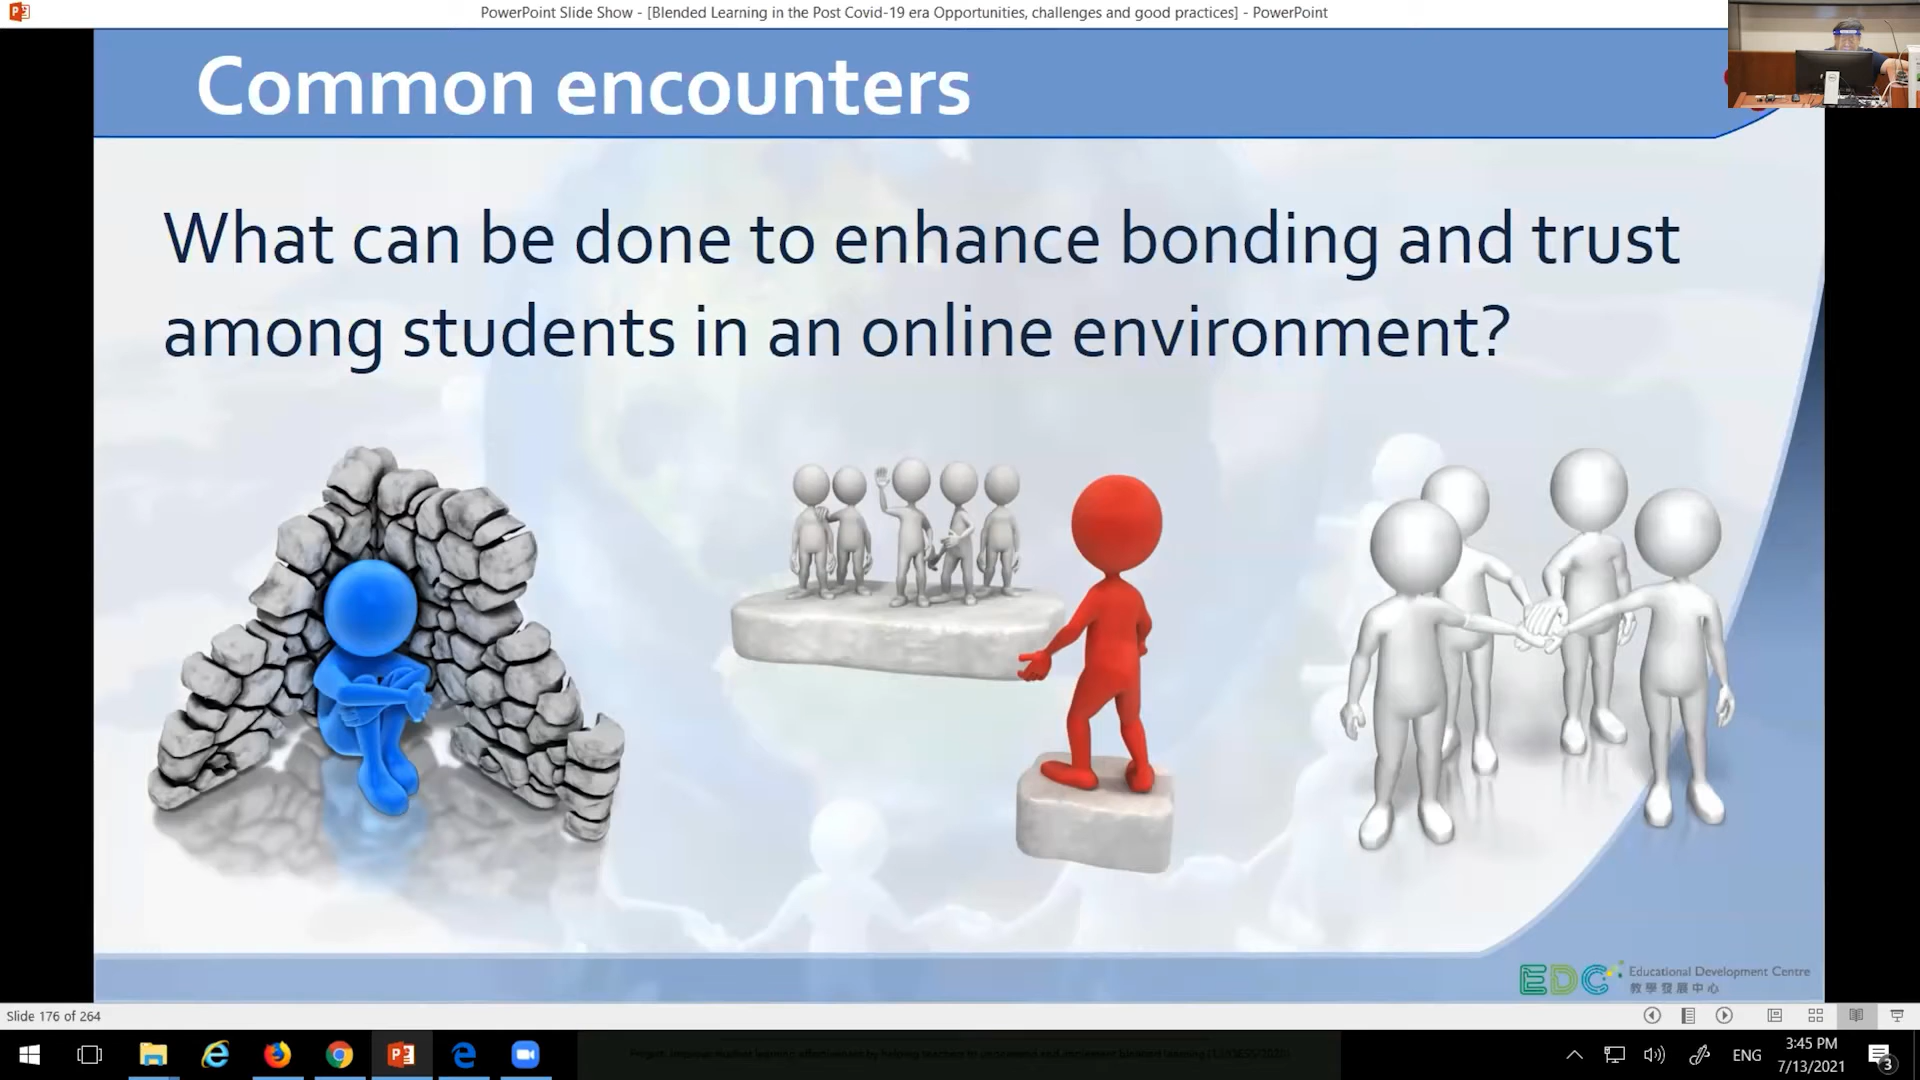 PowerPoint Slide Show - [Blended Learning in the Post Covid-19 era Opportunities, challenges and good practices] - PowerPoint
Common encounters
What can be done to enhance bonding and trust
among students in an online environment?
EDC Educational Development Centre
教學發展中心
Slide 176 of 264
ENG
3:45 PM
7/13/2021
3